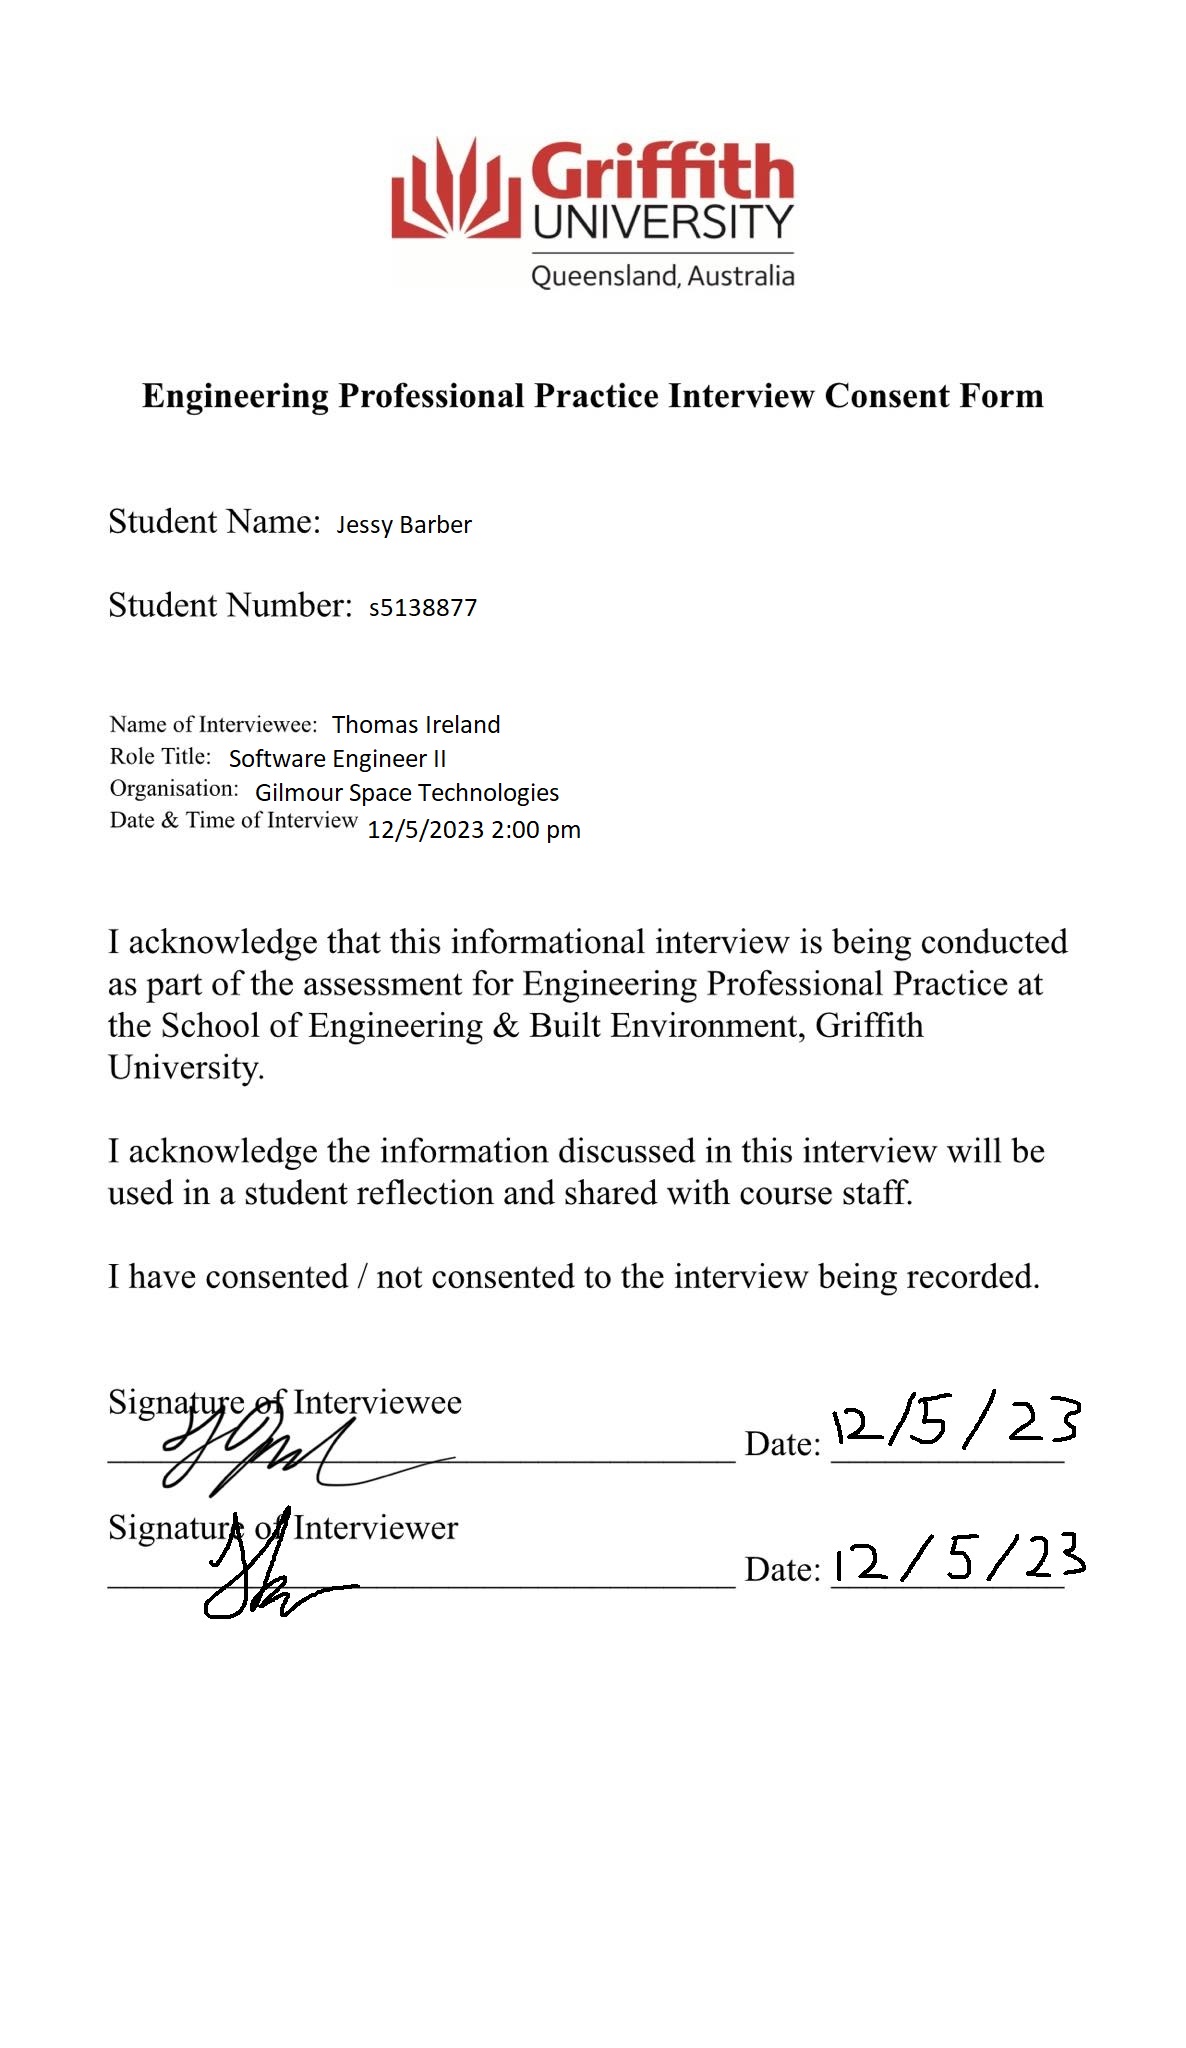 Griffith
UNIVERSITY
Queensland, Australia
Engineering Professional Practice Interview Consent Form
Student Name: Jessy Barber
Student Number: s5138877
Name of Interviewee: Thomas Ireland
Role Title: Software Engineer II
Organisation: Gilmour Space Technologies
Date & Time of Interview 12/5/2023 2:00 pm
I acknowledge that this informational interview is being conducted
as part of the assessment for Engineering Professional Practice at
the School of Engineering & Built Environment, Griffith
University.
I acknowledge the information discussed in this interview will be
used in a student reflection and shared with course staff.
I have consented / not consented to the interview being recorded.
Signature of Interviewee
Date: 12/5/23
Signature of Interviewer
Date: 12/5/23